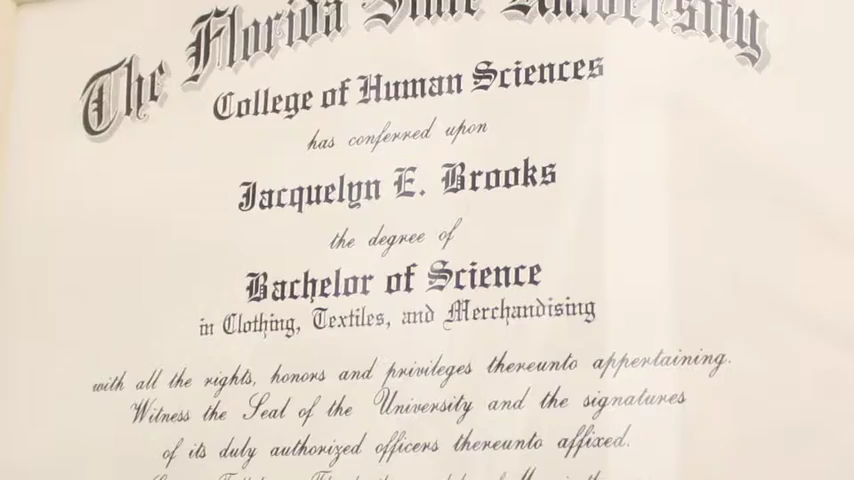 The Florida State University
College of Human Sciences
has conferred upon
Jacquelyn E. Brooks
the degree of
Bachelor of Science
in Clothing, Textiles, and Merchandising
with all the rights, honors and privileges thereunto appertaining.
Witness the Seal of the University and the signatures
of its duly authorized officers thereunto affixed.